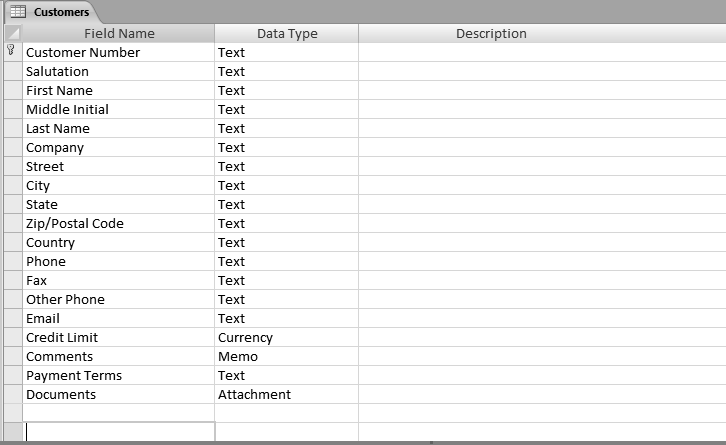 Customers
Field Name Data Type Description
Customer Number Text
Salutation Text
First Name Text
Middle Initial Text
Last Name Text
Company Text
Street Text
City Text
State Text
Zip/Postal Code Text
Country Text
Phone Text
Fax Text
Other Phone Text
Email Text
Credit Limit Currency
Comments Memo
Payment Terms Text
Documents Attachment